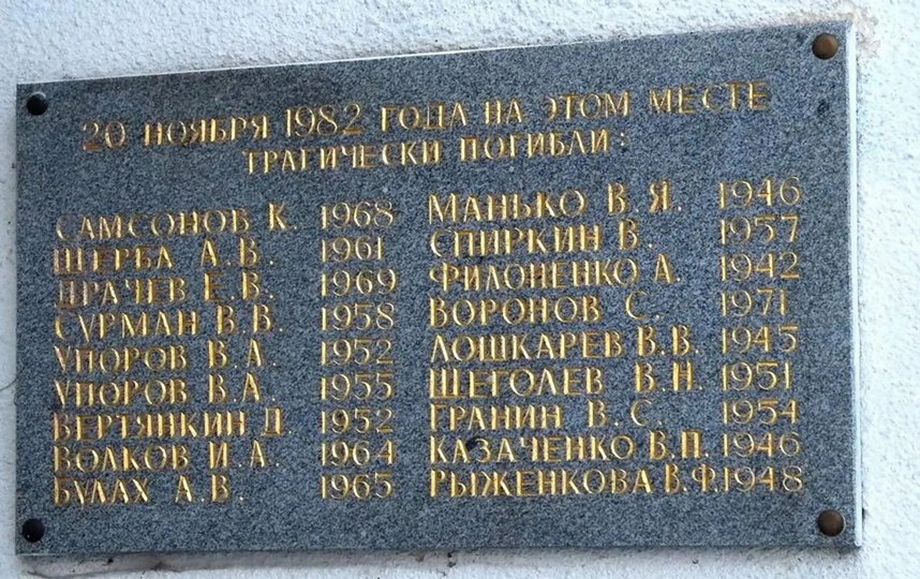 20 НОЯБРЯ 1982 ГОДА НА ЭТОМ МЕСТЕ
ТРАГИЧЕСКИ ПОГИБЛИ:
САМСОНОВ К. 1968
ЩЕРБА А.В. 1961
ДРАЧЕВ Е.В. 1969
СУРМАН В.В. 1958
УПОРОВ В.А. 1952
УПОРОВ В.А. 1955
ВЕРТЯНКИН Д 1952
ВОЛКОВ И.А. 1964
БУЛАХ А.В. 1965
МАНЬКО В.Я. 1946
СПИРКИН В. 1957
ФИЛОНЕНКО А. 1942
ВОРОНОВ С. 1971
ЛОШКАРЕВ В.В. 1945
ЩЕГОЛЕВ В.Н. 1951
ГРАНИН В.С. 1954
КАЗАЧЕНКО В.П. 1946
РЫЖЕНКОВА В.Ф. 1948